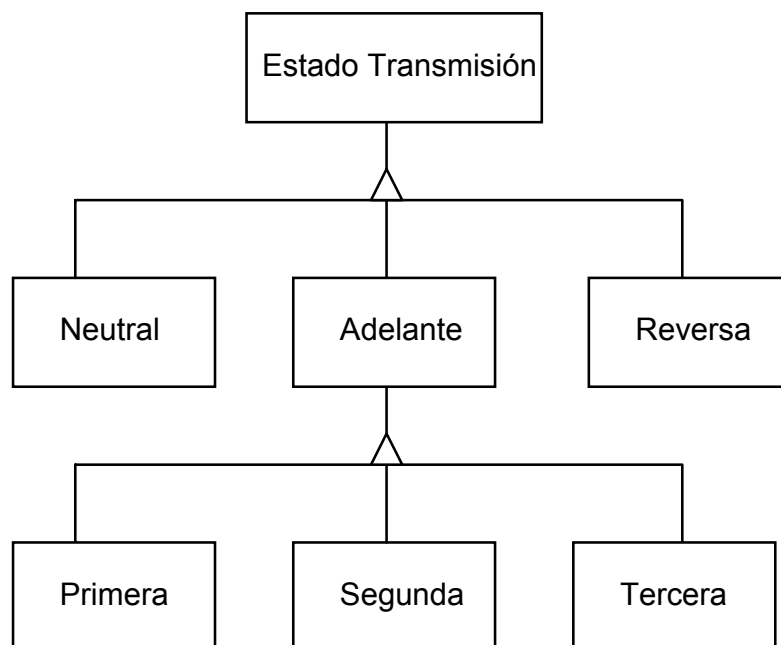 Estado Transmisión
Neutral
Adelante
Reversa
Primera
Segunda
Tercera